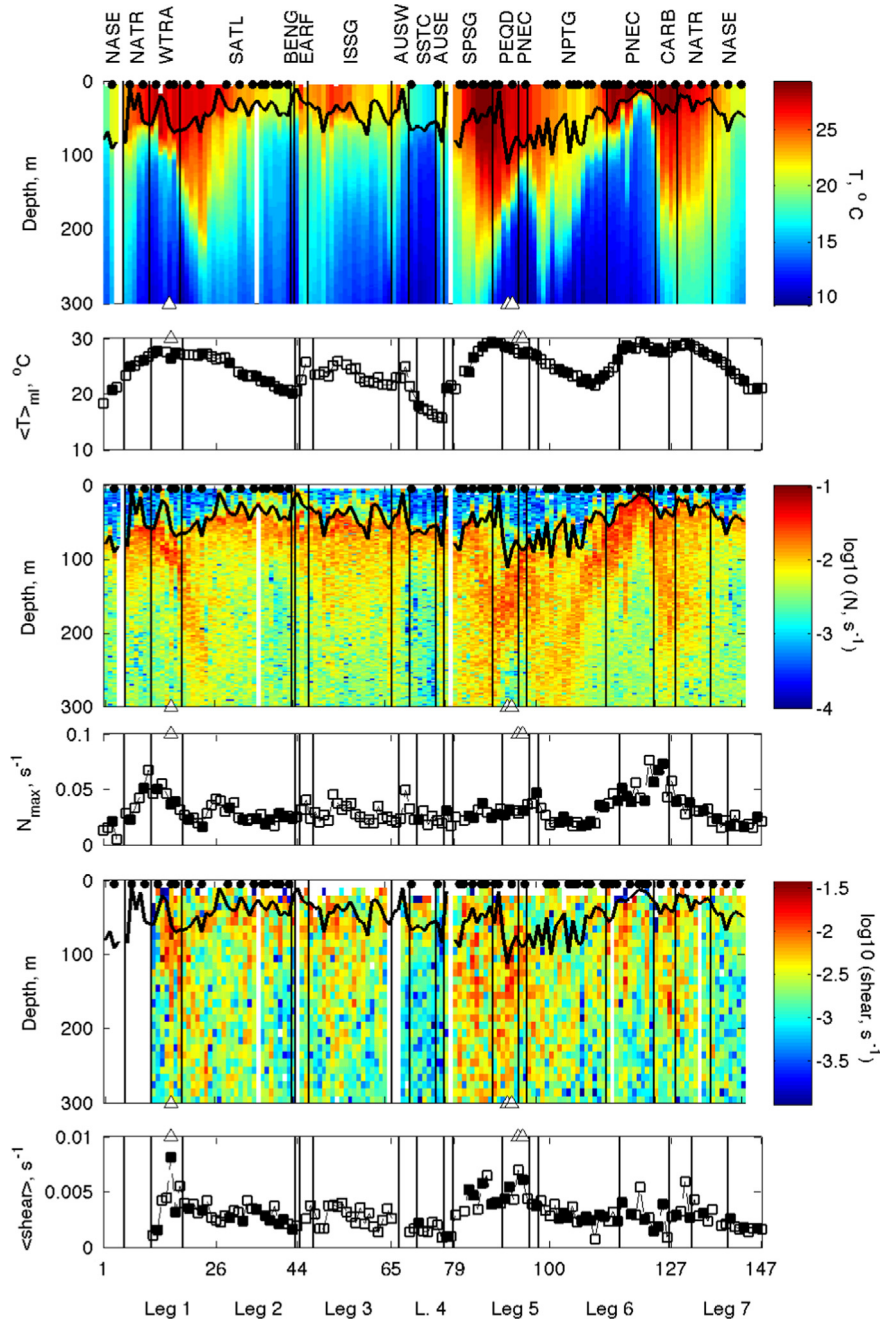 NASE NATR WTRA SATL BENG EARF ISSG AUSW SSTC AUSE SPSG PEQD PNEC NPTG PNEC CARB NATR NASE
0
100
200
300
Depth, m
25
20
15
10
T, °C
30
20
10
<T>ml, °C
0
100
200
300
Depth, m
-1
-2
-3
-4
log10 (N, s-1)
0.1
0.05
0
Nmax, s-1
0
100
200
300
Depth, m
-1.5
-2
-2.5
-3
-3.5
log10 (shear, s-1)
0.01
0.005
0
<shear>, s-1
1 26 44 65 79 100 127 147
Leg 1 Leg 2 Leg 3 L. 4 Leg 5 Leg 6 Leg 7